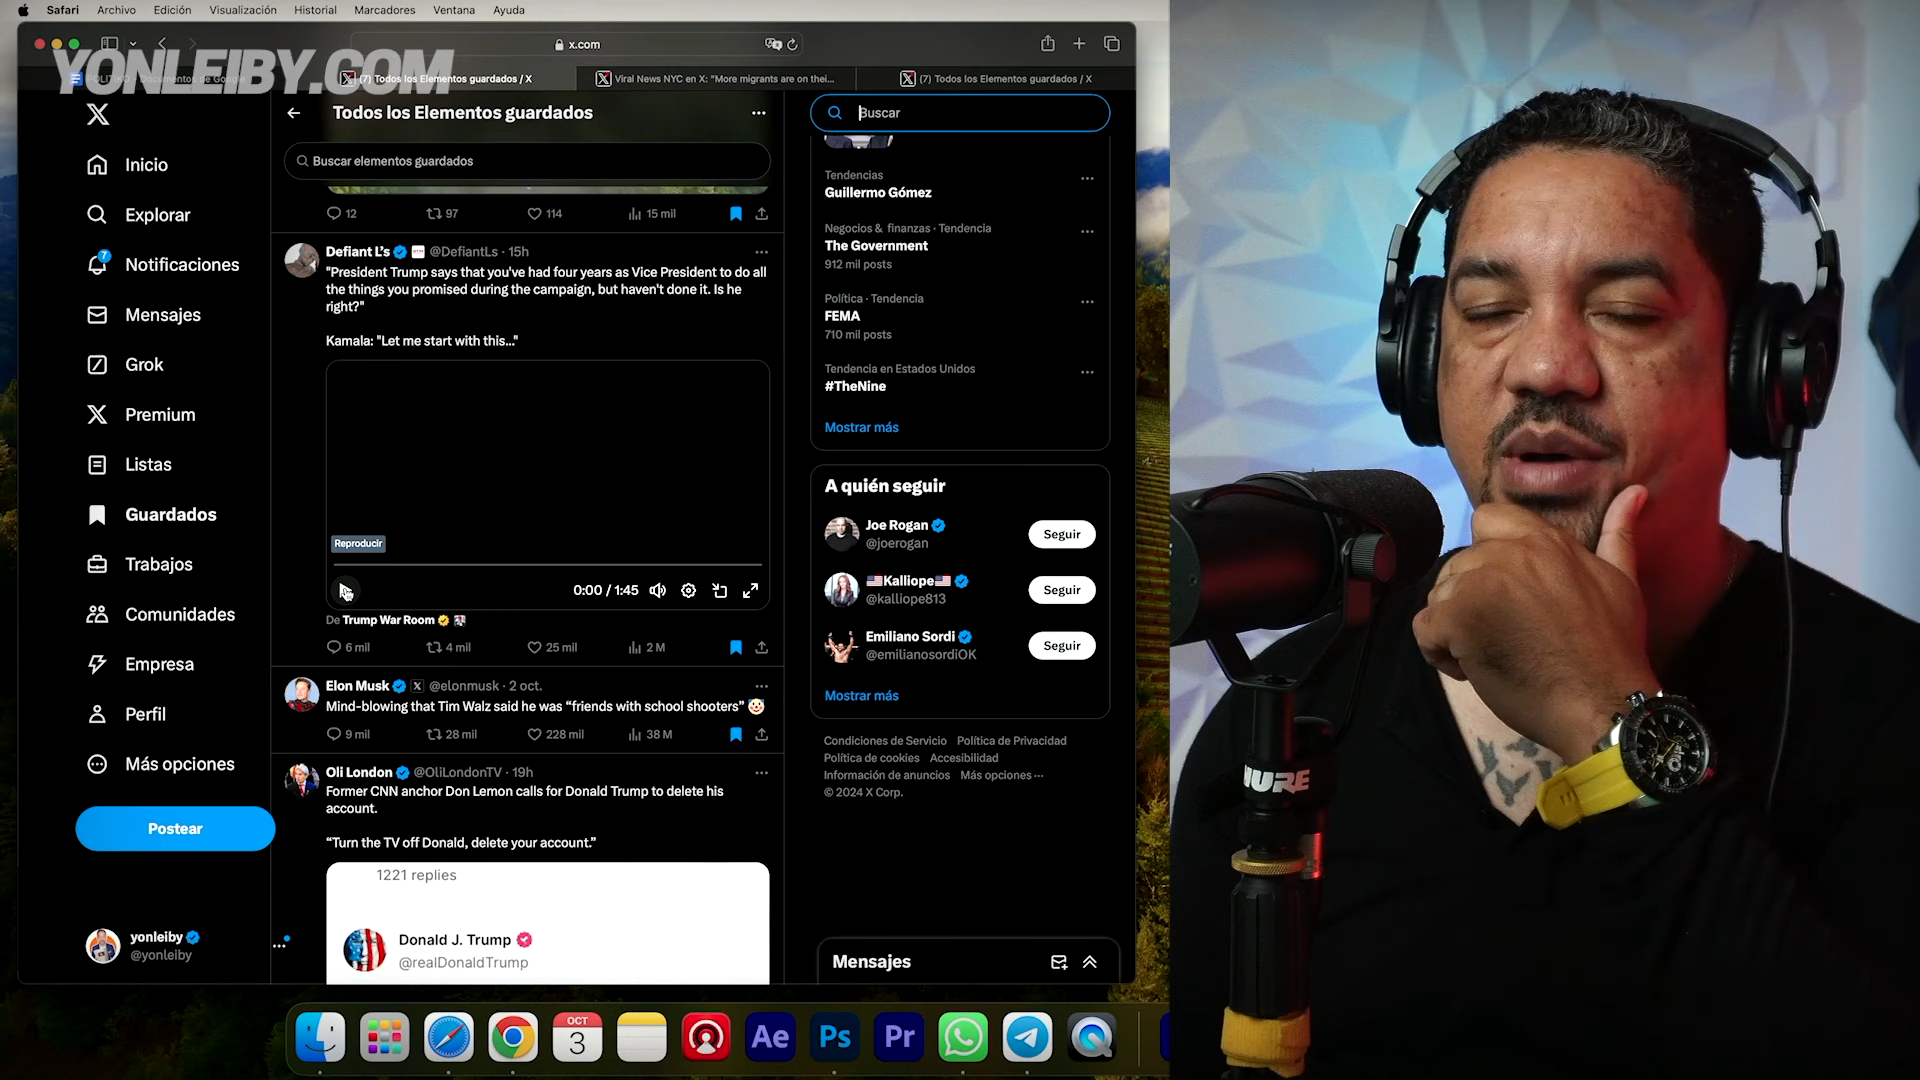 Safari Archivo Edición Visualización Historial Marcadores Ventana Ayuda
YONLEIBY.COM
x.com
(7) Todos los Elementos guardados / X
Viral News NYC en X: "More migrants are on thei...
(7) Todos los Elementos guardados / X
Todos los Elementos guardados
Buscar elementos guardados
Inicio
Explorar
7
Notificaciones
Mensajes
Grok
Premium
Listas
Guardados
Trabajos
Comunidades
Empresa
Perfil
Más opciones
Postear
yonleiby
@yonleiby
12 97 114 15 mil
Defiant L's @DefiantLs · 15h
"President Trump says that you've had four years as Vice President to do all
the things you promised during the campaign, but haven't done it. Is he
right?"
Kamala: "Let me start with this..."
Reproducir
0:00 / 1:45
De Trump War Room
6 mil 4 mil 25 mil 2 M
Elon Musk @elonmusk · 2 oct.
Mind-blowing that Tim Walz said he was “friends with school shooters”
9 mil 28 mil 228 mil 38 M
Oli London @OliLondonTV · 19h
Former CNN anchor Don Lemon calls for Donald Trump to delete his
account.
“Turn the TV off Donald, delete your account.”
1221 replies
Donald J. Trump
@realDonaldTrump
Buscar
Tendencias
Guillermo Gómez
Negocios & finanzas · Tendencia
The Government
912 mil posts
Política · Tendencia
FEMA
710 mil posts
Tendencia en Estados Unidos
#TheNine
Mostrar más
A quién seguir
Joe Rogan
@joerogan
Seguir
Kalliope
@kalliope813
Seguir
Emiliano Sordi
@emilianosordiOK
Seguir
Mostrar más
Condiciones de Servicio Política de Privacidad
Política de cookies Accesibilidad
Información de anuncios Más opciones ···
© 2024 X Corp.
Mensajes
OCT
3
Ae
Ps
Pr